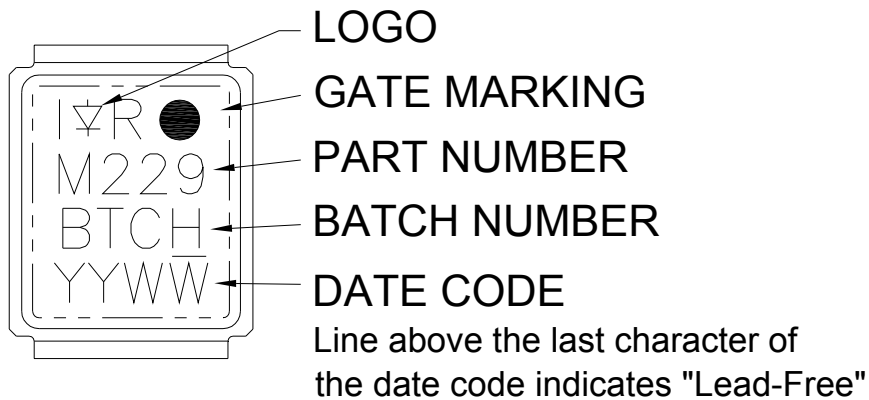 LOGO
I R
GATE MARKING
M229
PART NUMBER
BTCH
BATCH NUMBER
YYWW̅
DATE CODE
Line above the last character of
the date code indicates "Lead-Free"